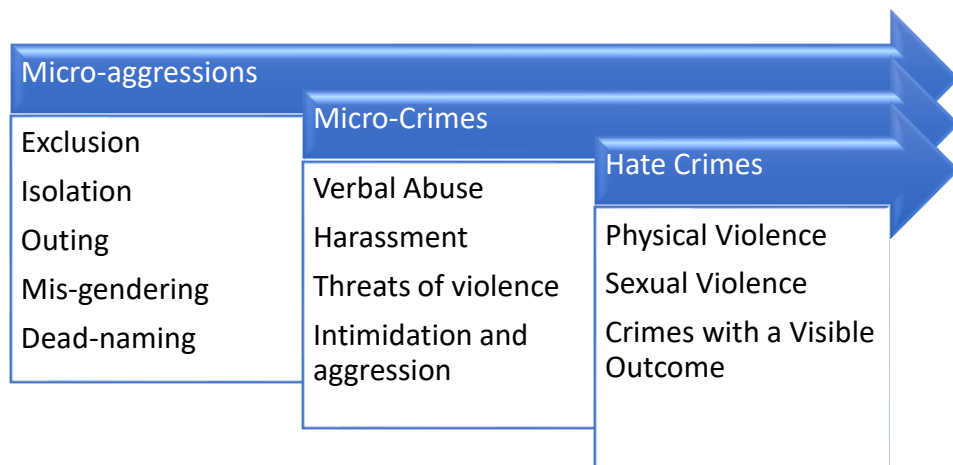 Micro-aggressions
Exclusion
Isolation
Outing
Mis-gendering
Dead-naming
Micro-Crimes
Verbal Abuse
Harassment
Threats of violence
Intimidation and
aggression
Hate Crimes
Physical Violence
Sexual Violence
Crimes with a Visible
Outcome